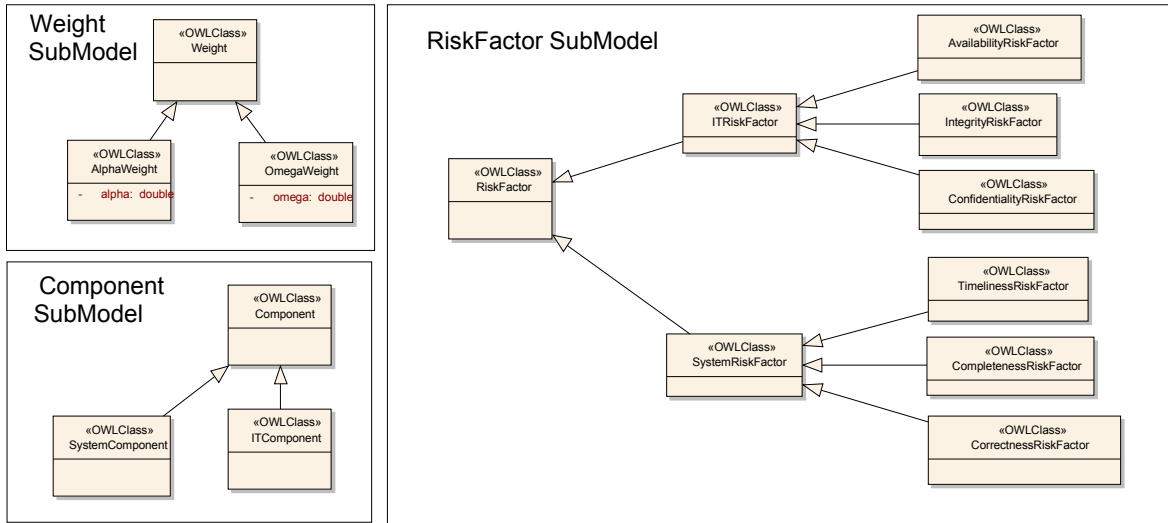 Weight
SubModel
«OWLClass»
Weight
«OWLClass»
AlphaWeight
- alpha: double
«OWLClass»
OmegaWeight
- omega: double
Component
SubModel
«OWLClass»
Component
«OWLClass»
SystemComponent
«OWLClass»
ITComponent
RiskFactor SubModel
«OWLClass»
RiskFactor
«OWLClass»
ITRiskFactor
«OWLClass»
AvailabilityRiskFactor
«OWLClass»
IntegrityRiskFactor
«OWLClass»
ConfidentialityRiskFactor
«OWLClass»
SystemRiskFactor
«OWLClass»
TimelinessRiskFactor
«OWLClass»
CompletenessRiskFactor
«OWLClass»
CorrectnessRiskFactor